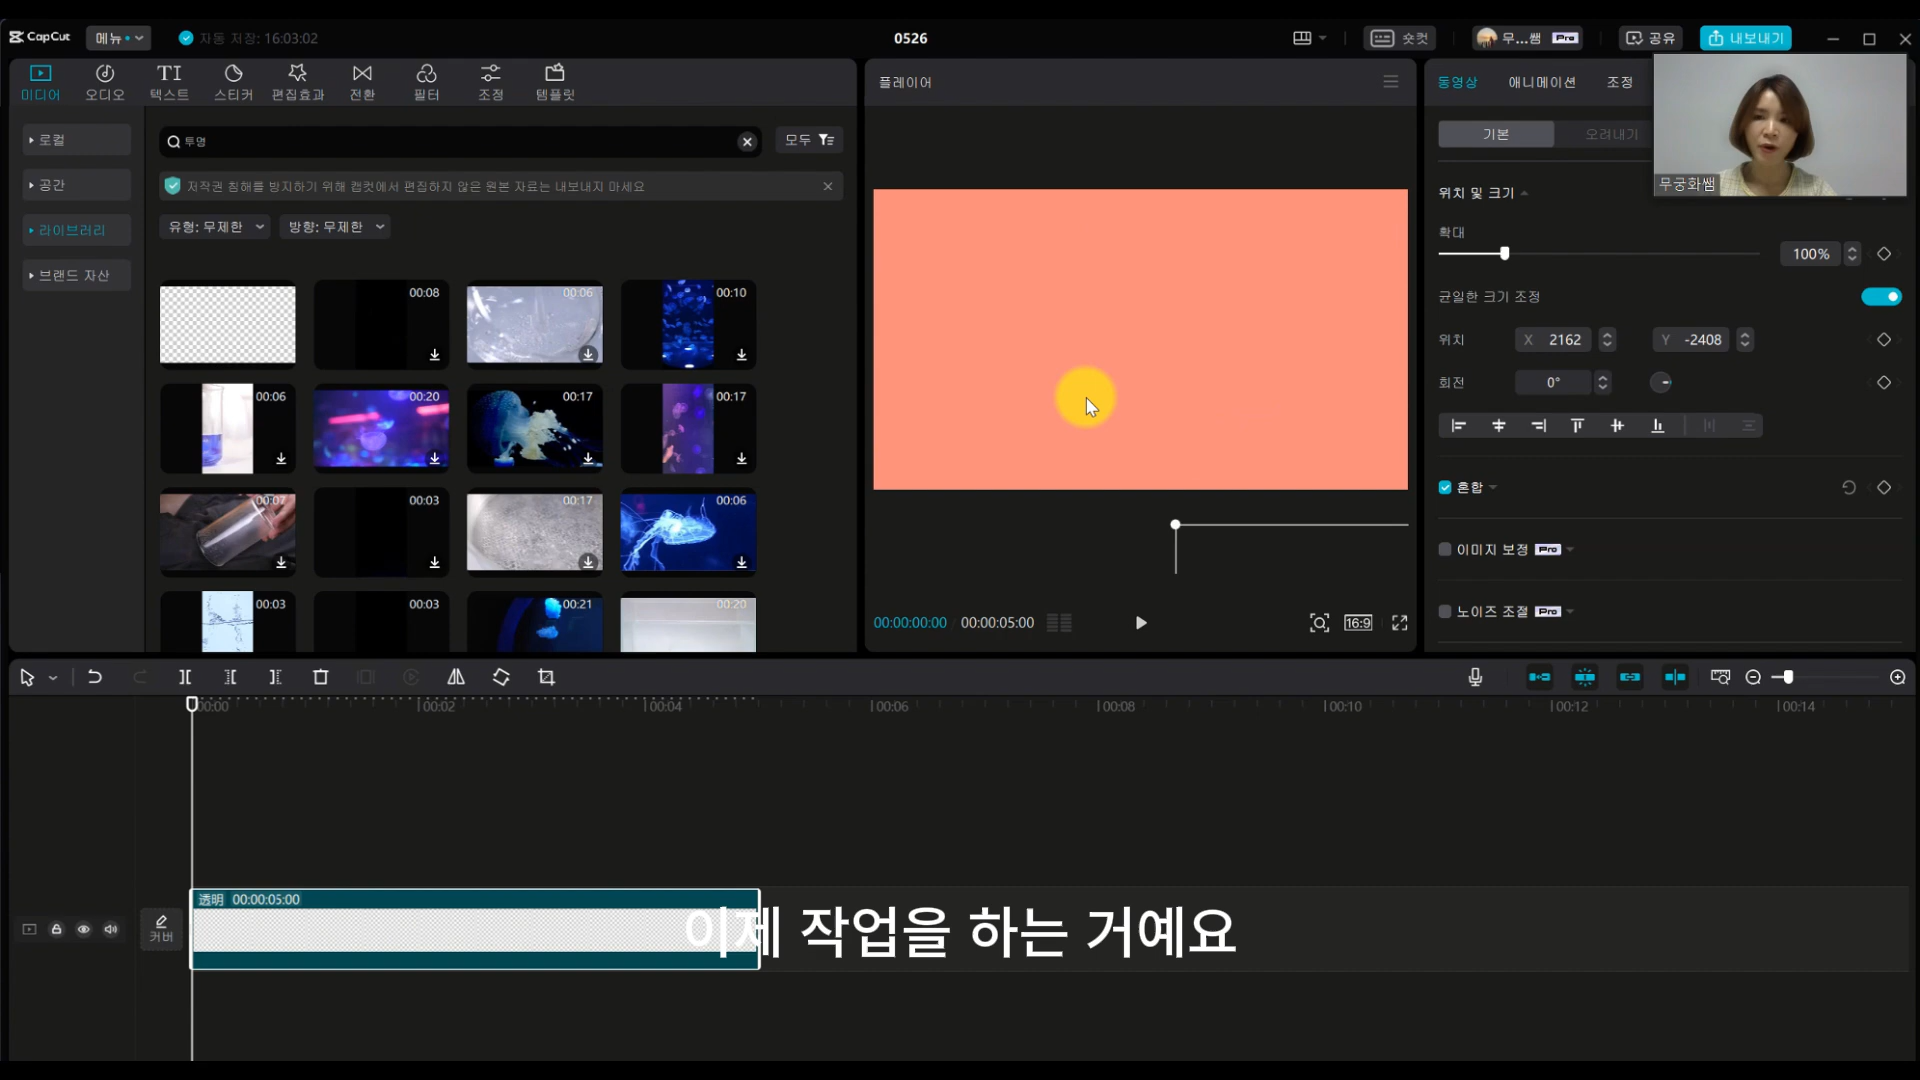 CapCut
메뉴
자동 저장: 16:03:02
0526
숏컷
무...쌤 Pro
공유
내보내기
미디어
오디오
텍스트
스티커
편집효과
전환
필터
조정
템플릿
로컬
공간
라이브러리
브랜드 자산
투명
모두
저작권 침해를 방지하기 위해 캡컷에서 편집하지 않은 원본 자료는 내보내지 마세요
유형: 무제한
방향: 무제한
00:08
00:06
00:10
00:06
00:20
00:17
00:17
00:07
00:03
00:17
00:06
00:03
00:03
00:21
00:20
플레이어
00:00:00:00
00:00:05:00
16:9
동영상
애니메이션
조정
무궁화쌤
기본
오려내기
위치 및 크기
확대
100%
균일한 크기 조정
위치
X 2162
Y -2408
회전
0°
혼합
이미지 보정 Pro
노이즈 조절 Pro
00:00
00:02
00:04
00:06
00:08
00:10
00:12
00:14
커버
透明 00:00:05:00
이제 작업을 하는 거예요